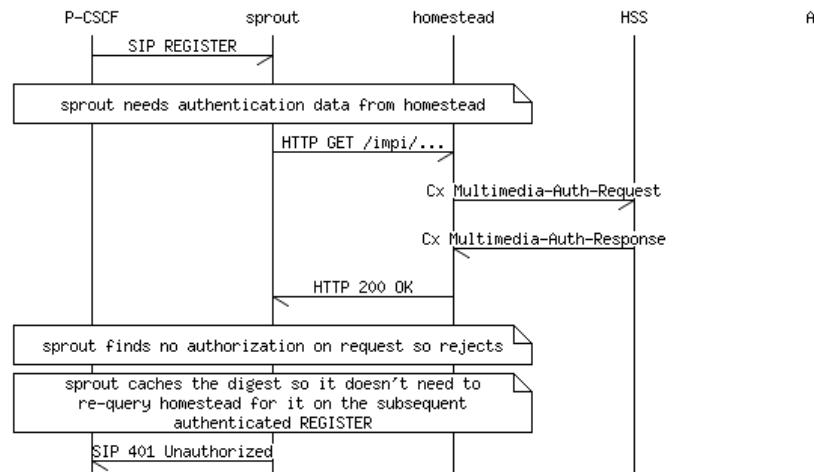 P-CSCF sprout homestead HSS A
SIP REGISTER
sprout needs authentication data from homestead
HTTP GET /impi/...
Cx Multimedia-Auth-Request
Cx Multimedia-Auth-Response
HTTP 200 OK
sprout finds no authorization on request so rejects
sprout caches the digest so it doesn't need to
re-query homestead for it on the subsequent
authenticated REGISTER
SIP 401 Unauthorized